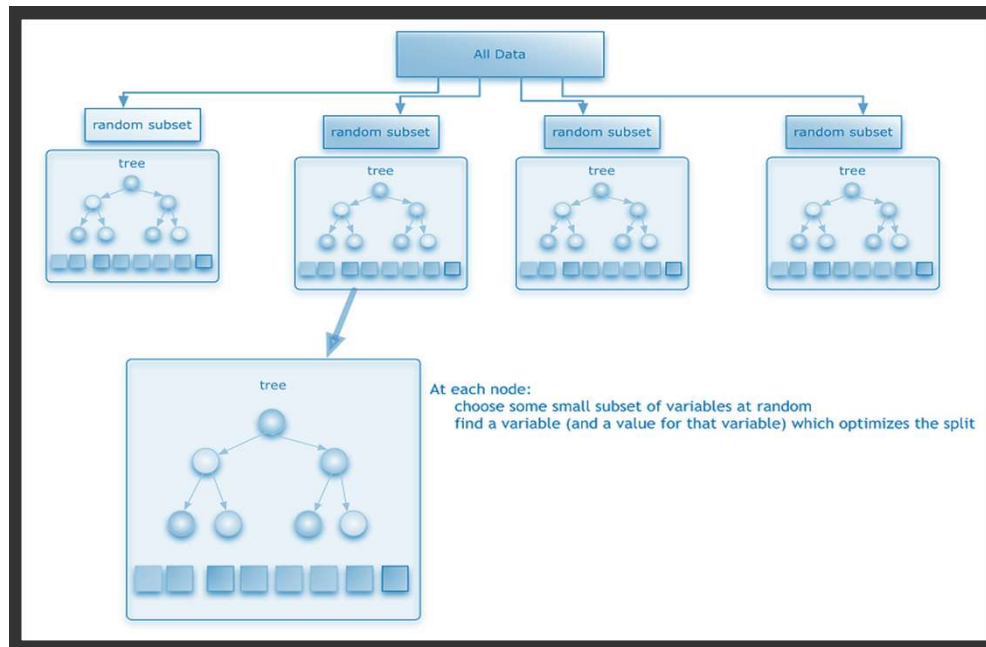 All Data
random subset
random subset
random subset
random subset
tree
tree
tree
tree
tree
At each node:
choose some small subset of variables at random
find a variable (and a value for that variable) which optimizes the split